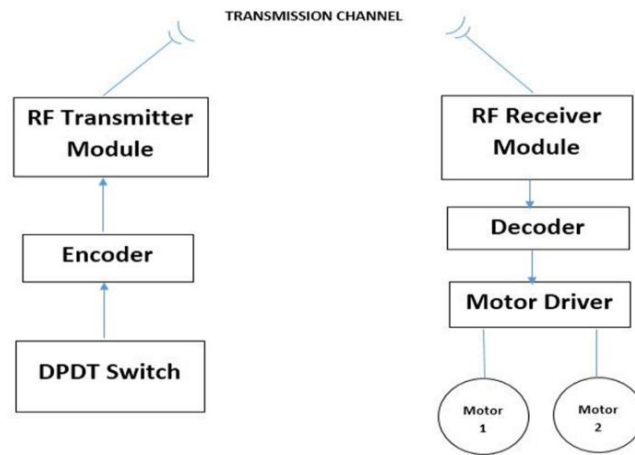 TRANSMISSION CHANNEL
RF Transmitter
Module
Encoder
DPDT Switch
RF Receiver
Module
Decoder
Motor Driver
Motor
1
Motor
2